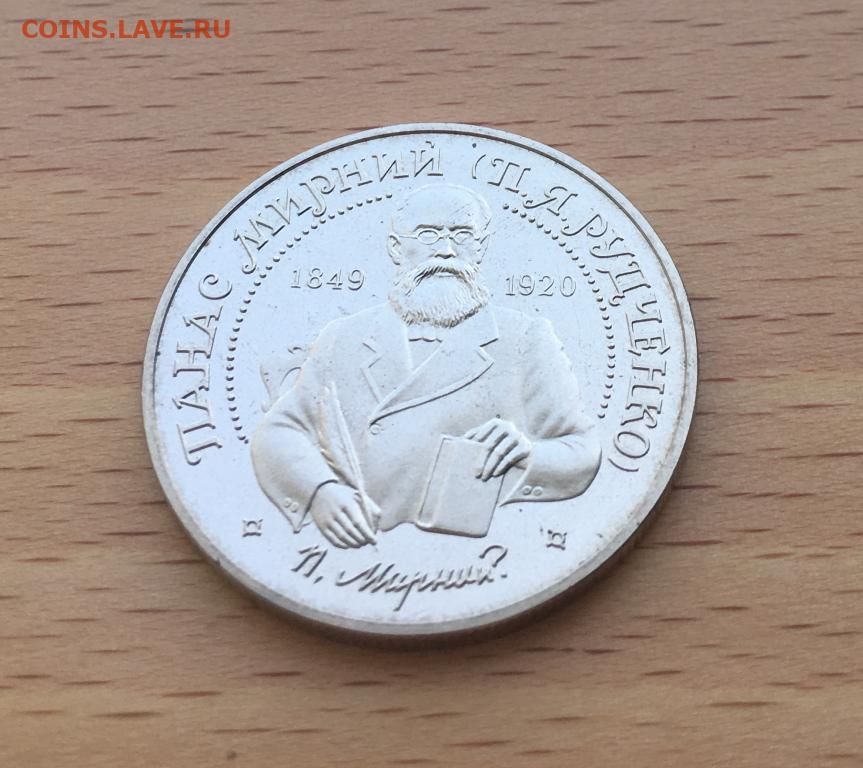 COINS.LAVE.RU
ПАНАС МИРНИЙ (П.Я.РУДЧЕНКО)
1849
1920
П. Мирний